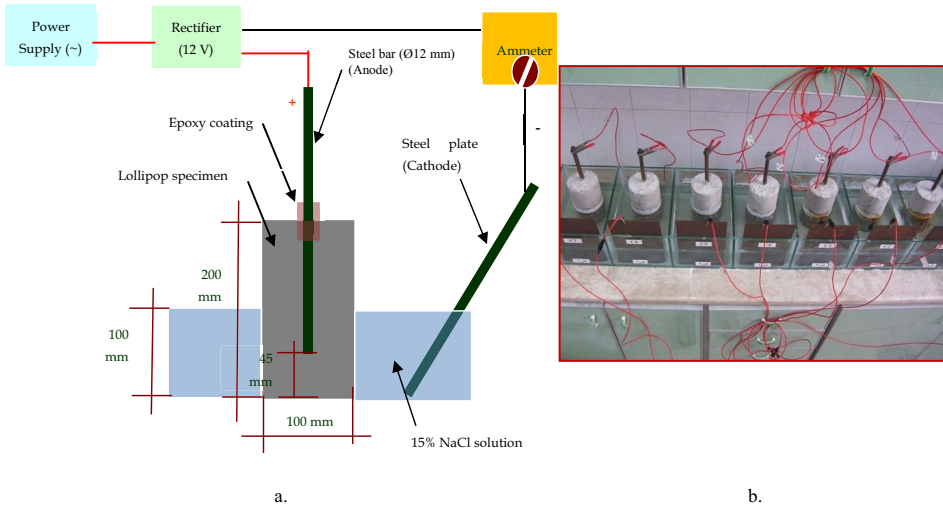 Power
Supply (~)
Rectifier
(12 V)
Ammeter
Steel bar (Ø12 mm)
(Anode)
+
Epoxy coating
-
Steel plate
(Cathode)
Lollipop specimen
200
mm
100
mm
45
mm
100 mm
15% NaCl solution
a.
b.